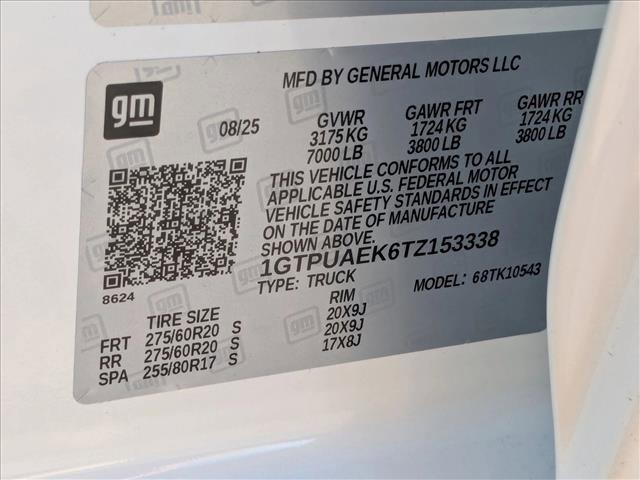 gm
MFD BY GENERAL MOTORS LLC
08/25 GVWR GAWR FRT GAWR RR
3175 KG 1724 KG 1724 KG
7000 LB 3800 LB 3800 LB
THIS VEHICLE CONFORMS TO ALL
APPLICABLE U.S. FEDERAL MOTOR
VEHICLE SAFETY STANDARDS IN EFFECT
ON THE DATE OF MANUFACTURE
SHOWN ABOVE.
1GTPUAEK6TZ153338
8624
TYPE: TRUCK MODEL: 68TK10543
TIRE SIZE RIM
FRT 275/60R20 S 20X9J
RR 275/60R20 S 20X9J
SPA 255/80R17 S 17X8J